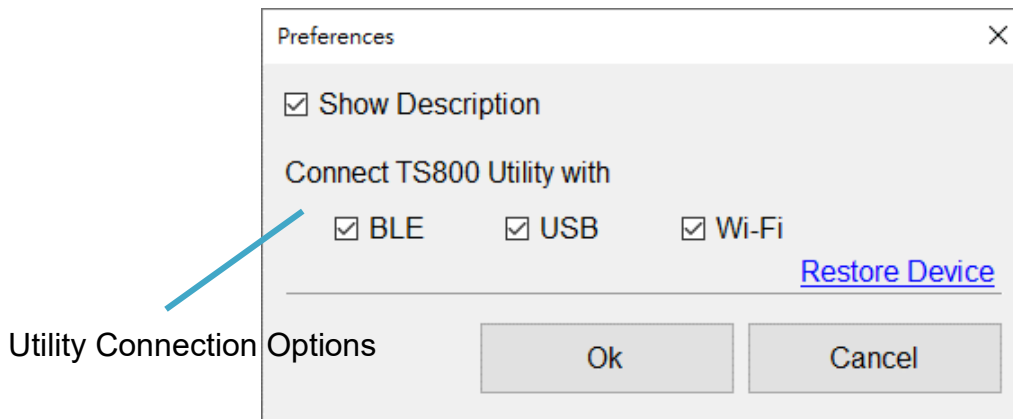 Preferences
Show Description
Connect TS800 Utility with
BLE USB Wi-Fi
Restore Device
Utility Connection Options
Ok Cancel